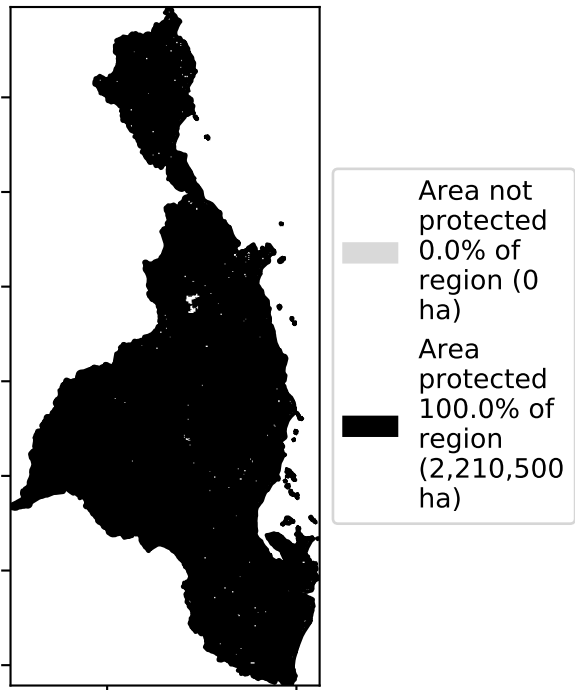 Area not
protected
0.0% of
region (0
ha)
Area
protected
100.0% of
region
(2,210,500
ha)